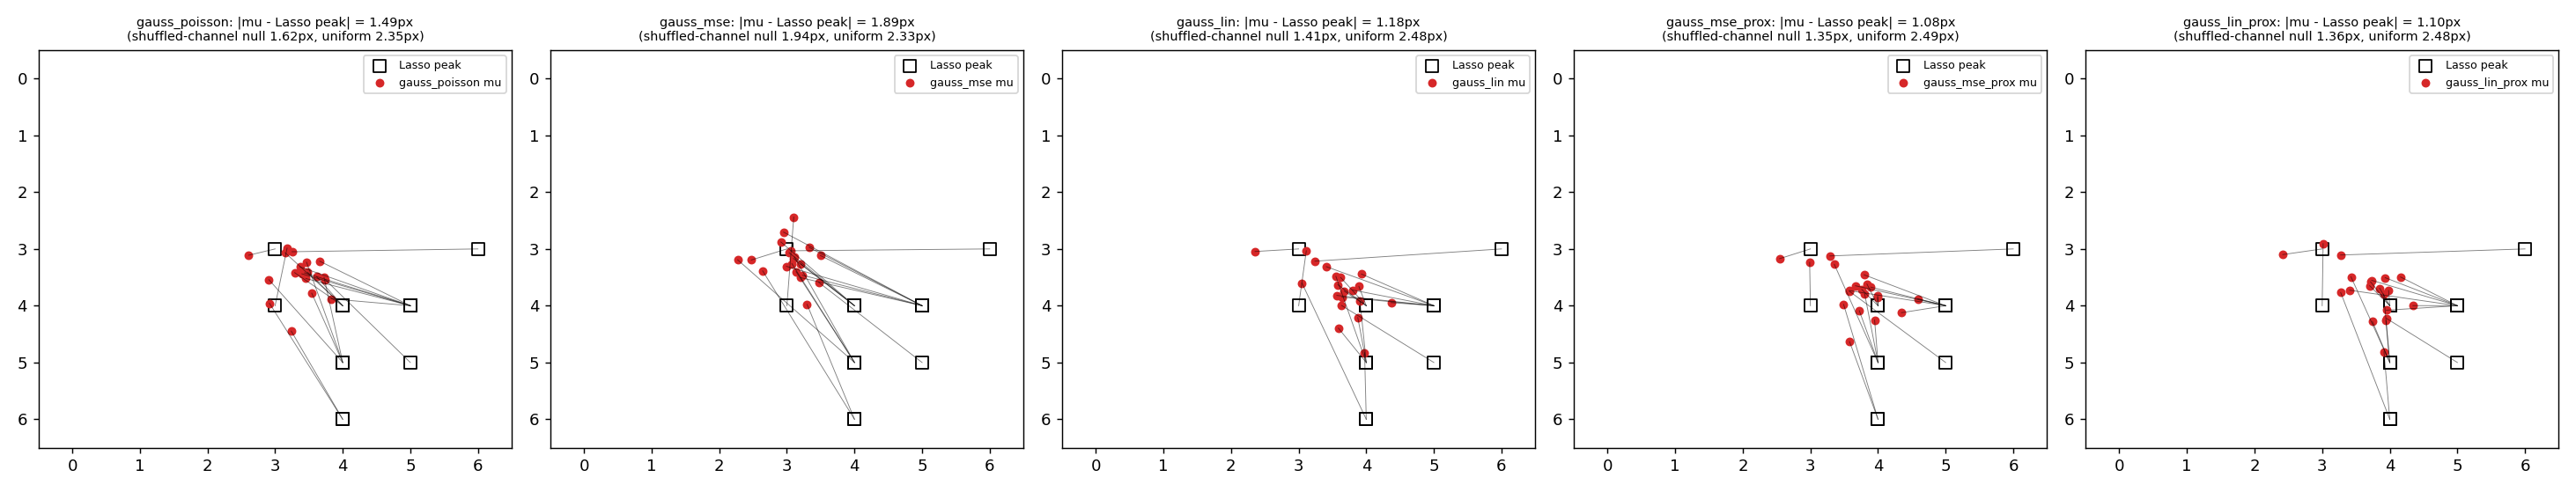 gauss_poisson: |mu - Lasso peak| = 1.49px
(shuffled-channel null 1.62px, uniform 2.35px)
Lasso peak
gauss_poisson mu
0
1
2
3
4
5
6
0 1 2 3 4 5 6
gauss_mse: |mu - Lasso peak| = 1.89px
(shuffled-channel null 1.94px, uniform 2.33px)
Lasso peak
gauss_mse mu
0
1
2
3
4
5
6
0 1 2 3 4 5 6
gauss_lin: |mu - Lasso peak| = 1.18px
(shuffled-channel null 1.41px, uniform 2.48px)
Lasso peak
gauss_lin mu
0
1
2
3
4
5
6
0 1 2 3 4 5 6
gauss_mse_prox: |mu - Lasso peak| = 1.08px
(shuffled-channel null 1.35px, uniform 2.49px)
Lasso peak
gauss_mse_prox mu
0
1
2
3
4
5
6
0 1 2 3 4 5 6
gauss_lin_prox: |mu - Lasso peak| = 1.10px
(shuffled-channel null 1.36px, uniform 2.48px)
Lasso peak
gauss_lin_prox mu
0
1
2
3
4
5
6
0 1 2 3 4 5 6